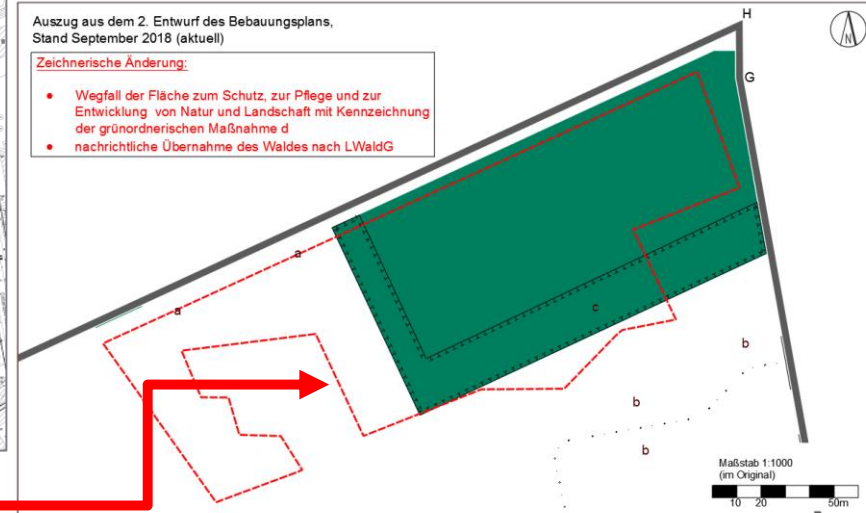 Auszug aus dem 2. Entwurf des Bebauungsplans,
Stand September 2018 (aktuell)
Zeichnerische Änderung:
• Wegfall der Fläche zum Schutz, zur Pflege und zur
Entwicklung von Natur und Landschaft mit Kennzeichnung
der grünordnerischen Maßnahme d
• nachrichtliche Übernahme des Waldes nach LWaldG
H
N
G
a
a
c
b
b
b
Maßstab 1:1000
(im Original)
10 20 50m